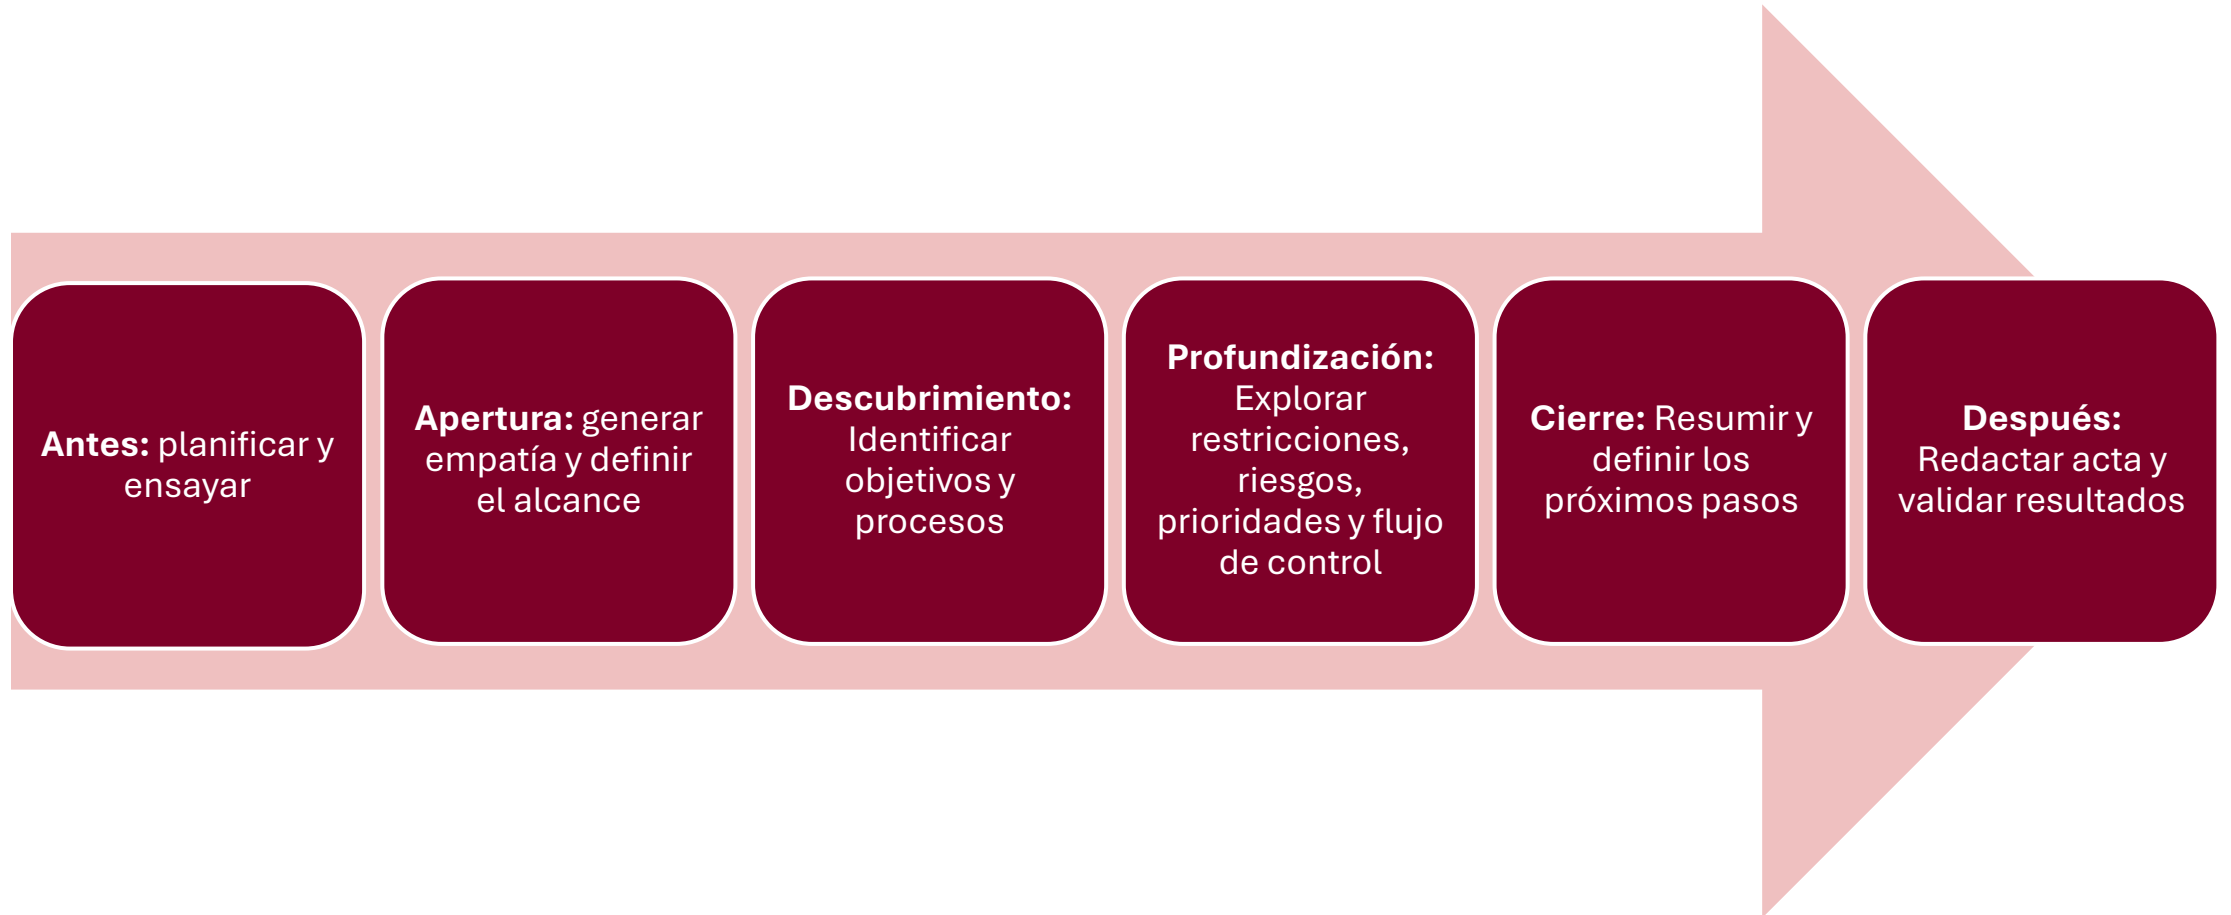 Antes: planificar y
ensayar
Apertura: generar
empatía y definir
el alcance
Descubrimiento:
Identificar
objetivos y
procesos
Profundización:
Explorar
restricciones,
riesgos,
prioridades y flujo
de control
Cierre: Resumir y
definir los
próximos pasos
Después:
Redactar acta y
validar resultados